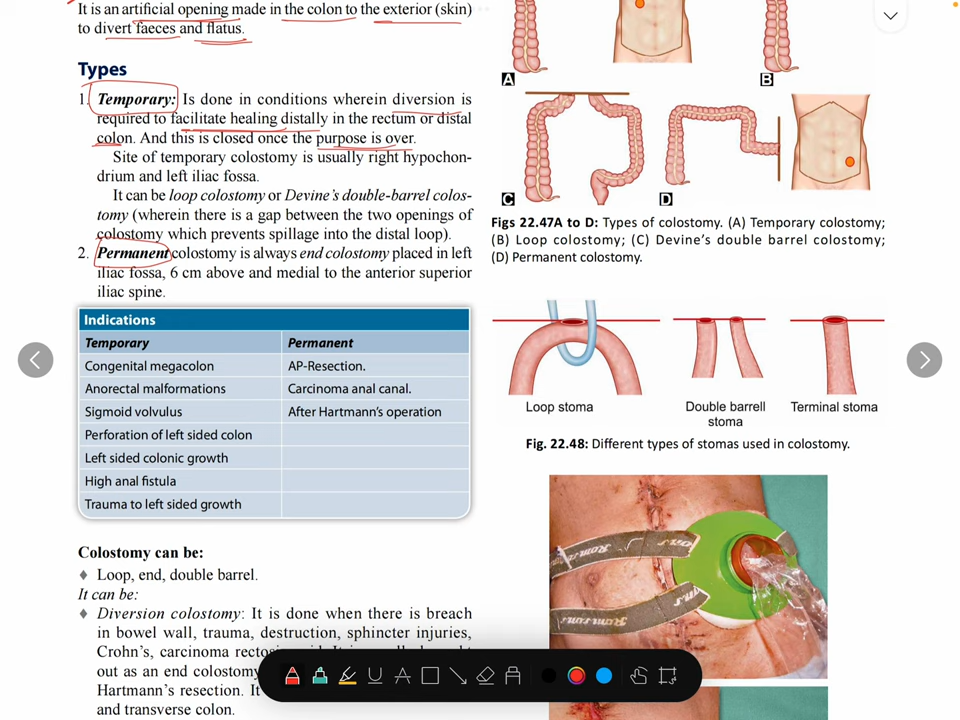 It is an artificial opening made in the colon to the exterior (skin)
to divert faeces and flatus.
Types
1. Temporary: Is done in conditions wherein diversion is
required to facilitate healing distally in the rectum or distal
colon. And this is closed once the purpose is over.
Site of temporary colostomy is usually right hypochon-
drium and left iliac fossa.
It can be loop colostomy or Devine's double-barrel colos-
tomy (wherein there is a gap between the two openings of
colostomy which prevents spillage into the distal loop).
2. Permanent colostomy is always end colostomy placed in left
iliac fossa, 6 cm above and medial to the anterior superior
iliac spine.
Indications
Temporary Permanent
Congenital megacolon AP-Resection.
Anorectal malformations Carcinoma anal canal.
Sigmoid volvulus After Hartmann's operation
Perforation of left sided colon
Left sided colonic growth
High anal fistula
Trauma to left sided growth
Colostomy can be:
♦ Loop, end, double barrel.
It can be:
♦ Diversion colostomy: It is done when there is breach
in bowel wall, trauma, destruction, sphincter injuries,
Crohn's, carcinoma
out as an end colostomy
Hartmann's resection. It
and transverse colon.
A
B
C
D
Figs 22.47A to D: Types of colostomy. (A) Temporary colostomy;
(B) Loop colostomy; (C) Devine's double barrel colostomy;
(D) Permanent colostomy.
Loop stoma
Double barrell
stoma
Terminal stoma
Fig. 22.48: Different types of stomas used in colostomy.
Romsons